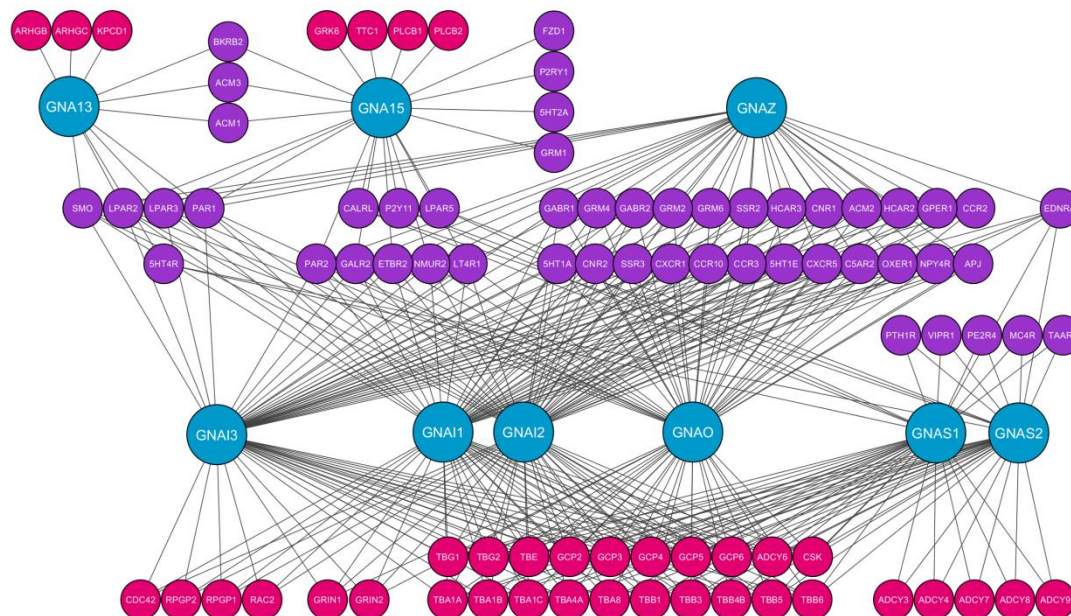 ARHGB ARHGC KPCD1 GRK6 TTC1 PLCB1 PLCB2 FZD1
BKRB2
P2RY1
ACM3
GNA13 GNA15 GNAZ
5HT2A
ACM1
GRM1
SMO LPAR2 LPAR3 PAR1 CALRL P2Y11 LPAR5 GABR1 GRM4 GABR2 GRM2 GRM6 SSR2 HCAR3 CNR1 ACM2 HCAR2 GPER1 CCR2
5HT4R PAR2 GALR2 ETBR2 NMUR2 LT4R1 5HT1A CNR2 SSR3 CXCR1 CCR10 CCR3 5HT1E CXCR5 C5AR2 OXER1 NPY4R APJ
PTH1R VIPR1 PE2R4 MC4R
GNAI3 GNAI1 GNAI2 GNAO GNAS1 GNAS2
TBG1 TBG2 TBE GCP2 GCP3 GCP4 GCP5 GCP6 ADCY6 CSK
CDC42 RPGP2 RPGP1 RAC2 GRIN1 GRIN2 TBA1A TBA1B TBA1C TBA4A TBA8 TBB1 TBB3 TBB4B TBB5 TBB6 ADCY3 ADCY4 ADCY7 ADCY8 ADCY9